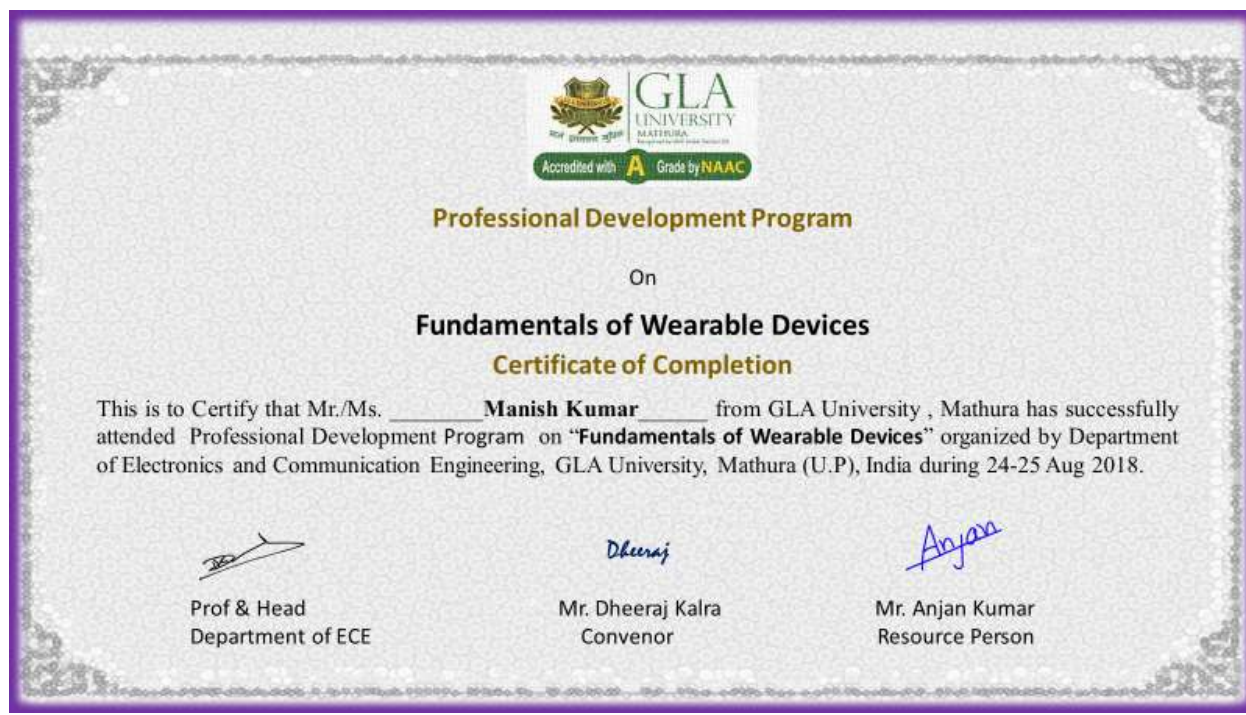 GLA
UNIVERSITY
MATHURA
Accredited with A Grade by NAAC
Professional Development Program
On
Fundamentals of Wearable Devices
Certificate of Completion
This is to Certify that Mr./Ms. ________Manish Kumar______ from GLA University , Mathura has successfully
attended Professional Development Program on “Fundamentals of Wearable Devices” organized by Department
of Electronics and Communication Engineering, GLA University, Mathura (U.P), India during 24-25 Aug 2018.
Dheeraj
Anjan
Prof & Head
Department of ECE
Mr. Dheeraj Kalra
Convenor
Mr. Anjan Kumar
Resource Person